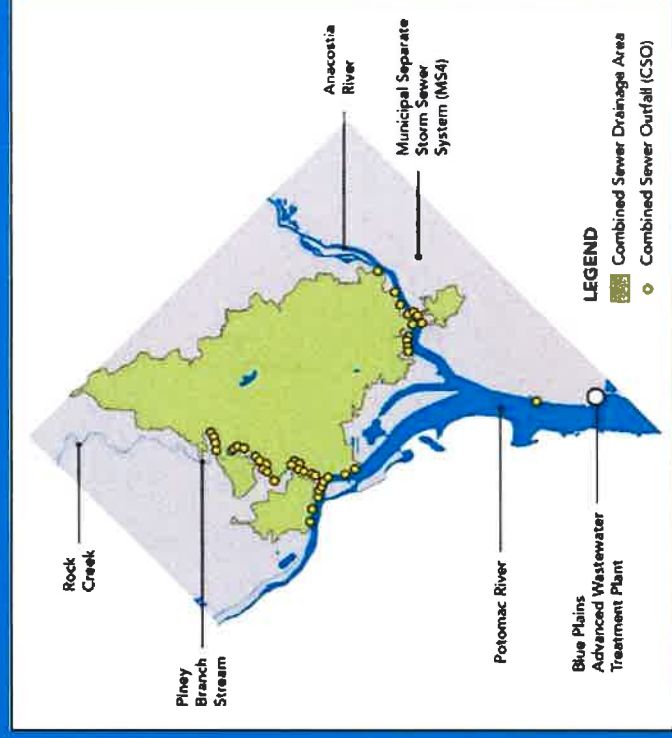 Rock
Creek
Piney
Branch
Stream
Anacostia
River
Municipal Separate
Storm Sewer
System (MS4)
Potomac River
Blue Plains
Advanced Wastewater
Treatment Plant
LEGEND
Combined Sewer Drainage Area
Combined Sewer Outfall (CSO)